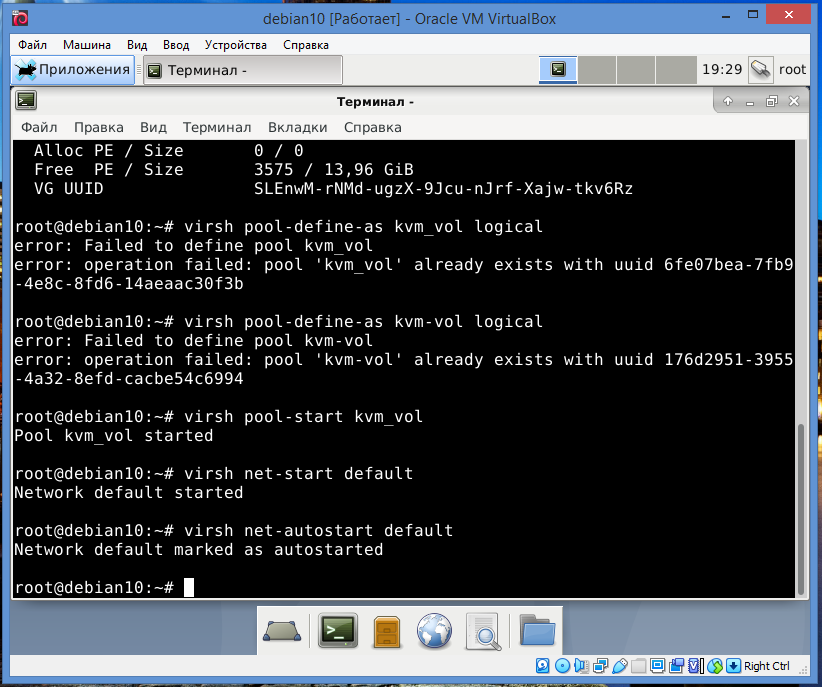 debian10 [Работает] - Oracle VM VirtualBox
Файл Машина Вид Ввод Устройства Справка
Приложения Терминал - 19:29 root
Терминал -
Файл Правка Вид Терминал Вкладки Справка
Alloc PE / Size 0 / 0
Free PE / Size 3575 / 13,96 GiB
VG UUID SLEnwM-rNMd-ugzX-9Jcu-nJrf-Xajw-tkv6Rz
root@debian10:~# virsh pool-define-as kvm_vol logical
error: Failed to define pool kvm_vol
error: operation failed: pool 'kvm_vol' already exists with uuid 6fe07bea-7fb9
-4e8c-8fd6-14aeaac30f3b
root@debian10:~# virsh pool-define-as kvm-vol logical
error: Failed to define pool kvm-vol
error: operation failed: pool 'kvm-vol' already exists with uuid 176d2951-3955
-4a32-8efd-cacbe54c6994
root@debian10:~# virsh pool-start kvm_vol
Pool kvm_vol started
root@debian10:~# virsh net-start default
Network default started
root@debian10:~# virsh net-autostart default
Network default marked as autostarted
root@debian10:~#
Right Ctrl